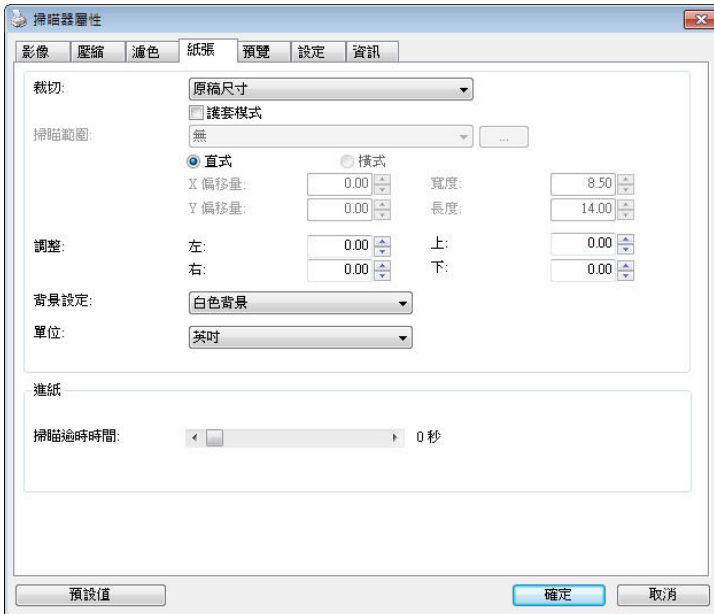 掃瞄器屬性
影像 壓縮 濾色 紙張 預覽 設定 資訊
裁切: 原稿尺寸
護套模式
掃瞄範圍: 無 ...
直式 橫式
X 偏移量: 0.00 寬度: 8.50
Y 偏移量: 0.00 長度: 14.00
調整: 左: 0.00 上: 0.00
右: 0.00 下: 0.00
背景設定: 白色背景
單位: 英吋
進紙
掃瞄逾時時間: 0 秒
預設值 確定 取消